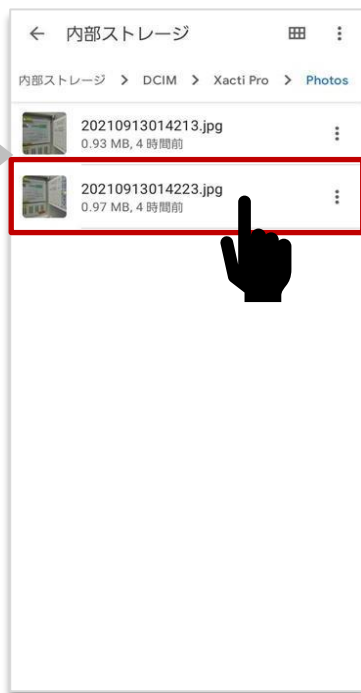 内部ストレージ
内部ストレージ > DCIM > Xacti Pro > Photos
20210913014213.jpg
0.93 MB, 4 時間前
20210913014223.jpg
0.97 MB, 4 時間前